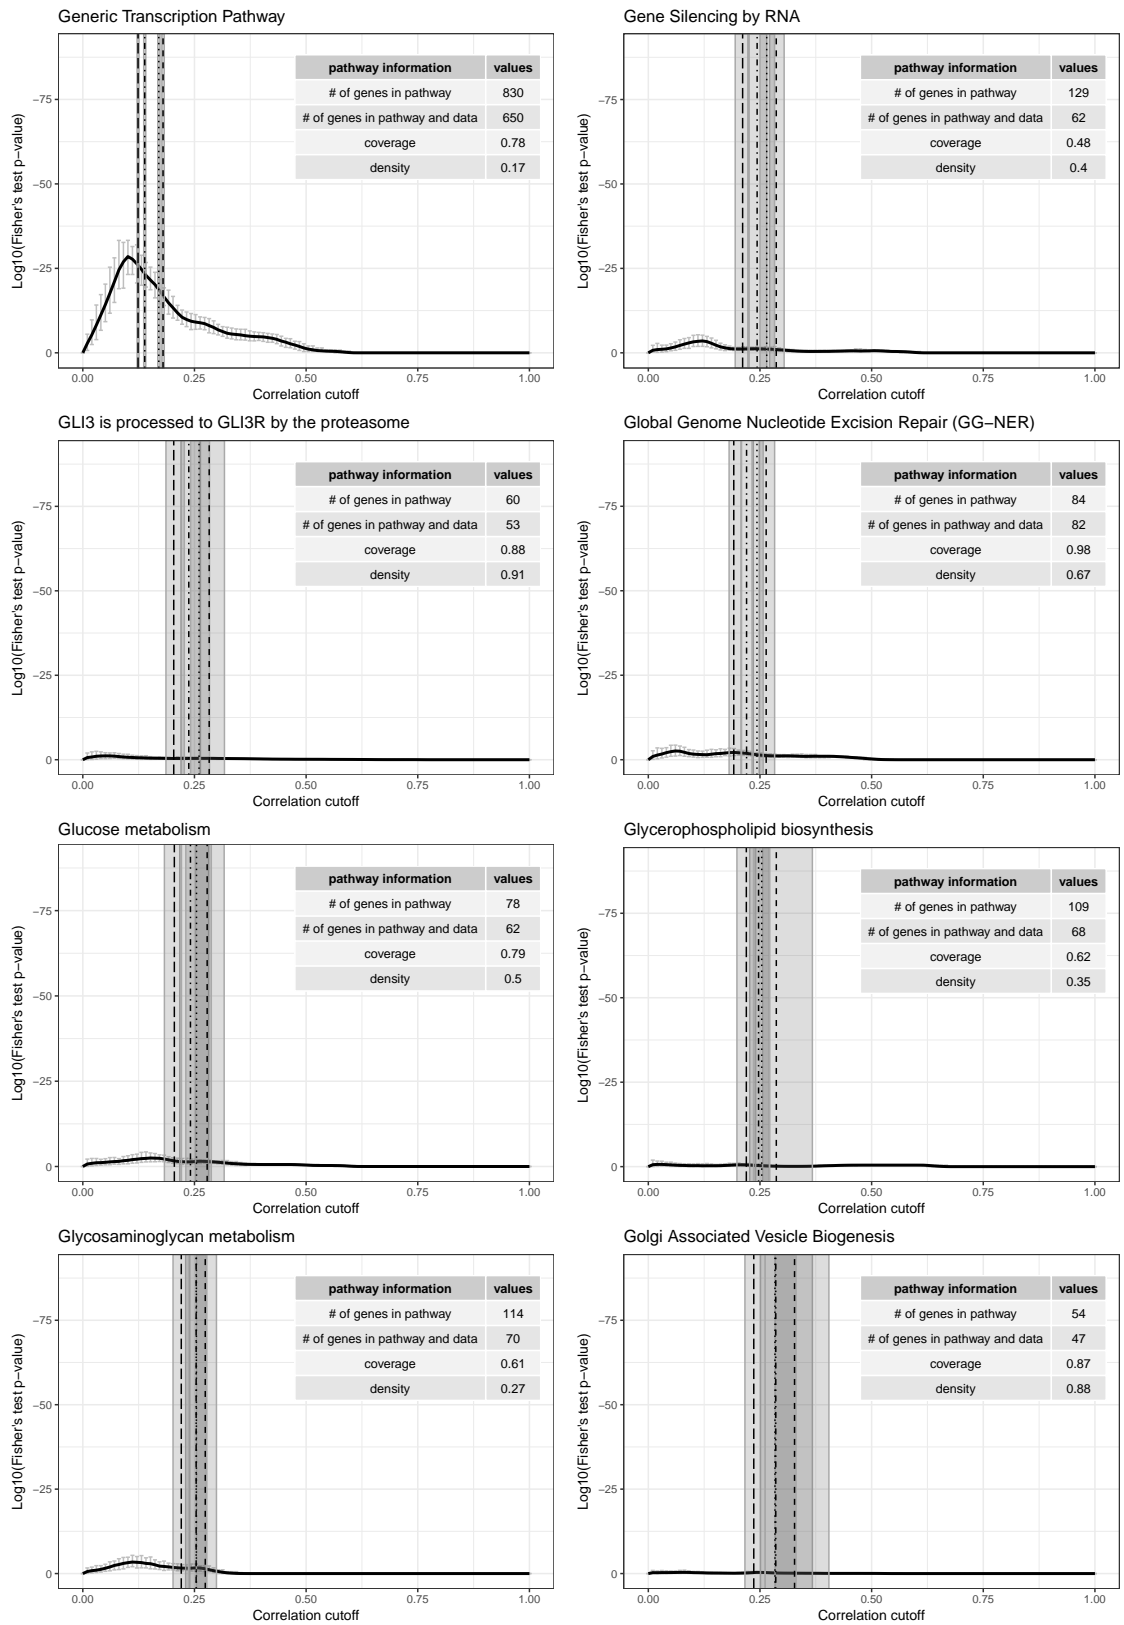 Generic Transcription Pathway
pathway information values
# of genes in pathway 830
# of genes in pathway and data 650
coverage 0.78
density 0.17
Log10(Fisher's test p−value)
−75
−50
−25
0
0.00 0.25 0.50 0.75 1.00
Correlation cutoff
Gene Silencing by RNA
pathway information values
# of genes in pathway 129
# of genes in pathway and data 62
coverage 0.48
density 0.4
Log10(Fisher's test p−value)
−75
−50
−25
0
0.00 0.25 0.50 0.75 1.00
Correlation cutoff
GLI3 is processed to GLI3R by the proteasome
pathway information values
# of genes in pathway 60
# of genes in pathway and data 53
coverage 0.88
density 0.91
Log10(Fisher's test p−value)
−75
−50
−25
0
0.00 0.25 0.50 0.75 1.00
Correlation cutoff
Global Genome Nucleotide Excision Repair (GG−NER)
pathway information values
# of genes in pathway 84
# of genes in pathway and data 82
coverage 0.98
density 0.67
Log10(Fisher's test p−value)
−75
−50
−25
0
0.00 0.25 0.50 0.75 1.00
Correlation cutoff
Glucose metabolism
pathway information values
# of genes in pathway 78
# of genes in pathway and data 62
coverage 0.79
density 0.5
Log10(Fisher's test p−value)
−75
−50
−25
0
0.00 0.25 0.50 0.75 1.00
Correlation cutoff
Glycerophospholipid biosynthesis
pathway information values
# of genes in pathway 109
# of genes in pathway and data 68
coverage 0.62
density 0.35
Log10(Fisher's test p−value)
−75
−50
−25
0
0.00 0.25 0.50 0.75 1.00
Correlation cutoff
Glycosaminoglycan metabolism
pathway information values
# of genes in pathway 114
# of genes in pathway and data 70
coverage 0.61
density 0.27
Log10(Fisher's test p−value)
−75
−50
−25
0
0.00 0.25 0.50 0.75 1.00
Correlation cutoff
Golgi Associated Vesicle Biogenesis
pathway information values
# of genes in pathway 54
# of genes in pathway and data 47
coverage 0.87
density 0.88
Log10(Fisher's test p−value)
−75
−50
−25
0
0.00 0.25 0.50 0.75 1.00
Correlation cutoff